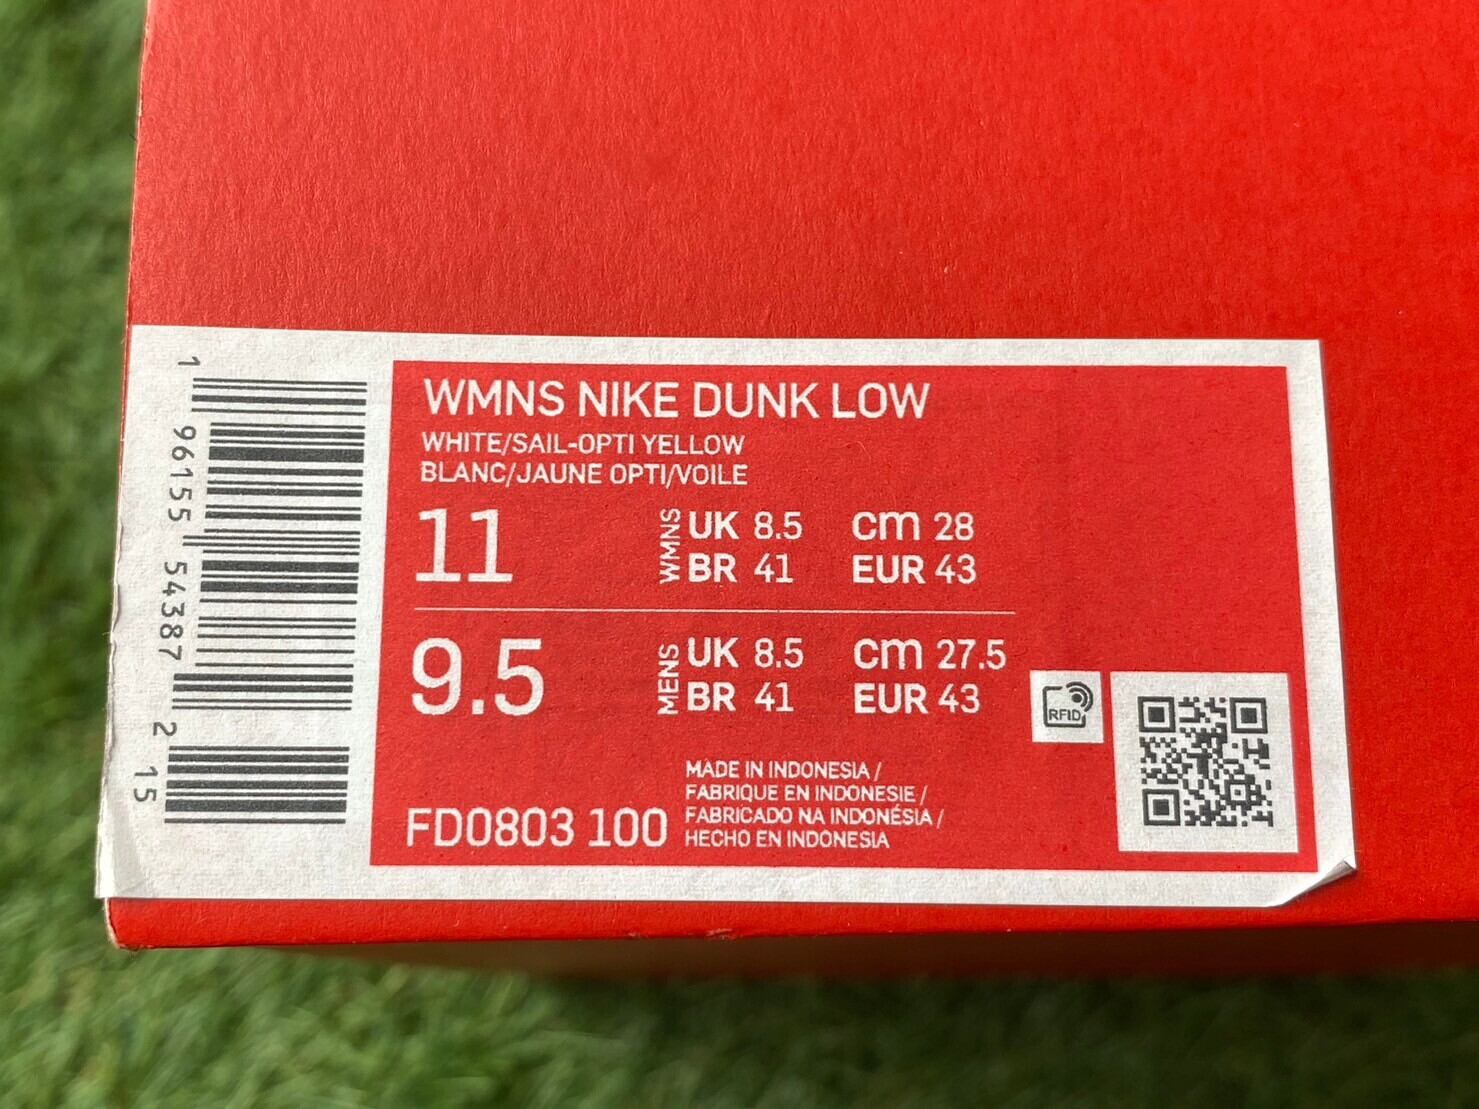 WMNS NIKE DUNK LOW
WHITE/SAIL-OPTI YELLOW
BLANC/JAUNE OPTI/VOILE
11 WMNS UK 8.5 CM 28
BR 41 EUR 43
9.5 MENS UK 8.5 CM 27.5
BR 41 EUR 43
RFID
MADE IN INDONESIA /
FABRIQUE EN INDONESIE /
FABRICADO NA INDONÉSIA /
HECHO EN INDONESIA
FD0803 100
1 96155 54387 2 15